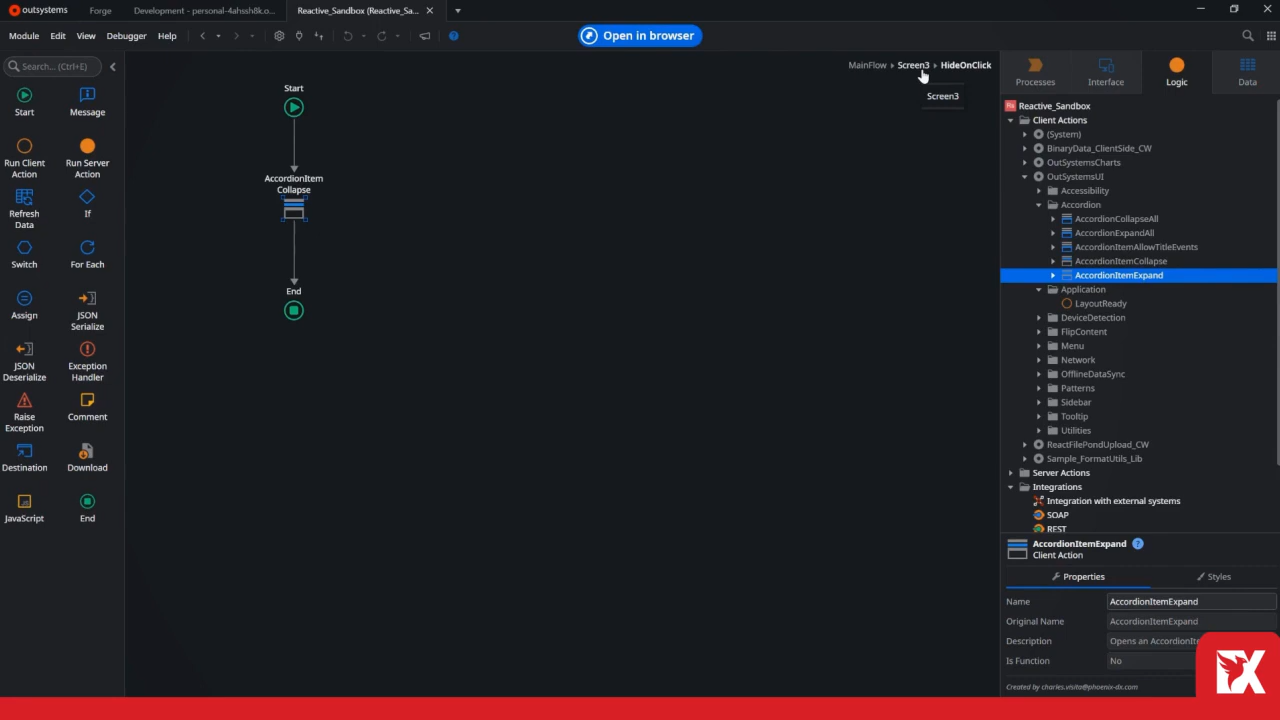 outsystems
Forge
Development - personal-4ahssh8k.o...
Reactive_Sandbox (Reactive_Sa...
Module
Edit
View
Debugger
Help
Open in browser
Search... (Ctrl+E)
Start
Message
Run Client
Action
Run Server
Action
Refresh
Data
If
Switch
For Each
Assign
JSON
Serialize
JSON
Deserialize
Exception
Handler
Raise
Exception
Comment
Destination
Download
JavaScript
End
Start
AccordionItem
Collapse
End
MainFlow
Screen3
HideOnClick
Screen3
Processes
Interface
Logic
Data
Reactive_Sandbox
Client Actions
(System)
BinaryData_ClientSide_CW
OutSystemsCharts
OutSystemsUI
Accessibility
Accordion
AccordionCollapseAll
AccordionExpandAll
AccordionItemAllowTitleEvents
AccordionItemCollapse
AccordionItemExpand
Application
LayoutReady
DeviceDetection
FlipContent
Menu
Network
OfflineDataSync
Patterns
Sidebar
Tooltip
Utilities
ReactFilePondUpload_CW
Sample_FormatUtils_Lib
Server Actions
Integrations
Integration with external systems
SOAP
REST
AccordionItemExpand
Client Action
Properties
Styles
Name
AccordionItemExpand
Original Name
AccordionItemExpand
Description
Opens an AccordionIte
Is Function
No
Created by charles.visita@phoenix-dx.com